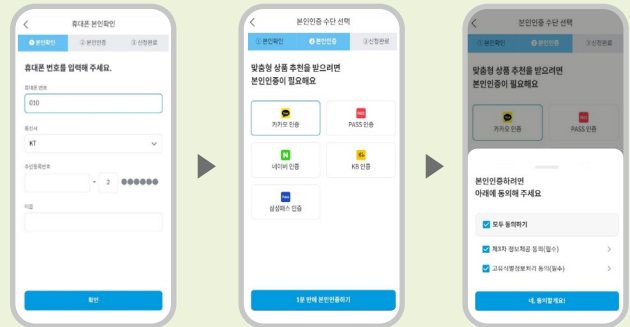 휴대폰 본인확인
❶ 본인확인 ② 본인인증 ③ 신청완료
휴대폰 번호를
입력해 주세요.
휴대폰 번호
010
통신사
KT
주민등록번호
- 2 ●●●●●●
이름
확인
본인인증 수단 선택
① 본인확인 ❷ 본인인증 ③ 신청완료
맞춤형 상품 추천을 받으려면
본인인증이 필요해요
카카오 인증
PASS 인증
네이버 인증
KB 인증
삼성패스 인증
1분 만에 본인인증하기
본인인증 수단 선택
① 본인확인 ❷ 본인인증 ③ 신청완료
맞춤형 상품 추천을 받으려면
본인인증이 필요해요
카카오 인증
PASS 인증
본인인증하려면
아래에 동의해 주세요
모두 동의하기
제3자 정보제공 동의(필수)
고유식별정보처리 동의(필수)
네, 동의할게요!